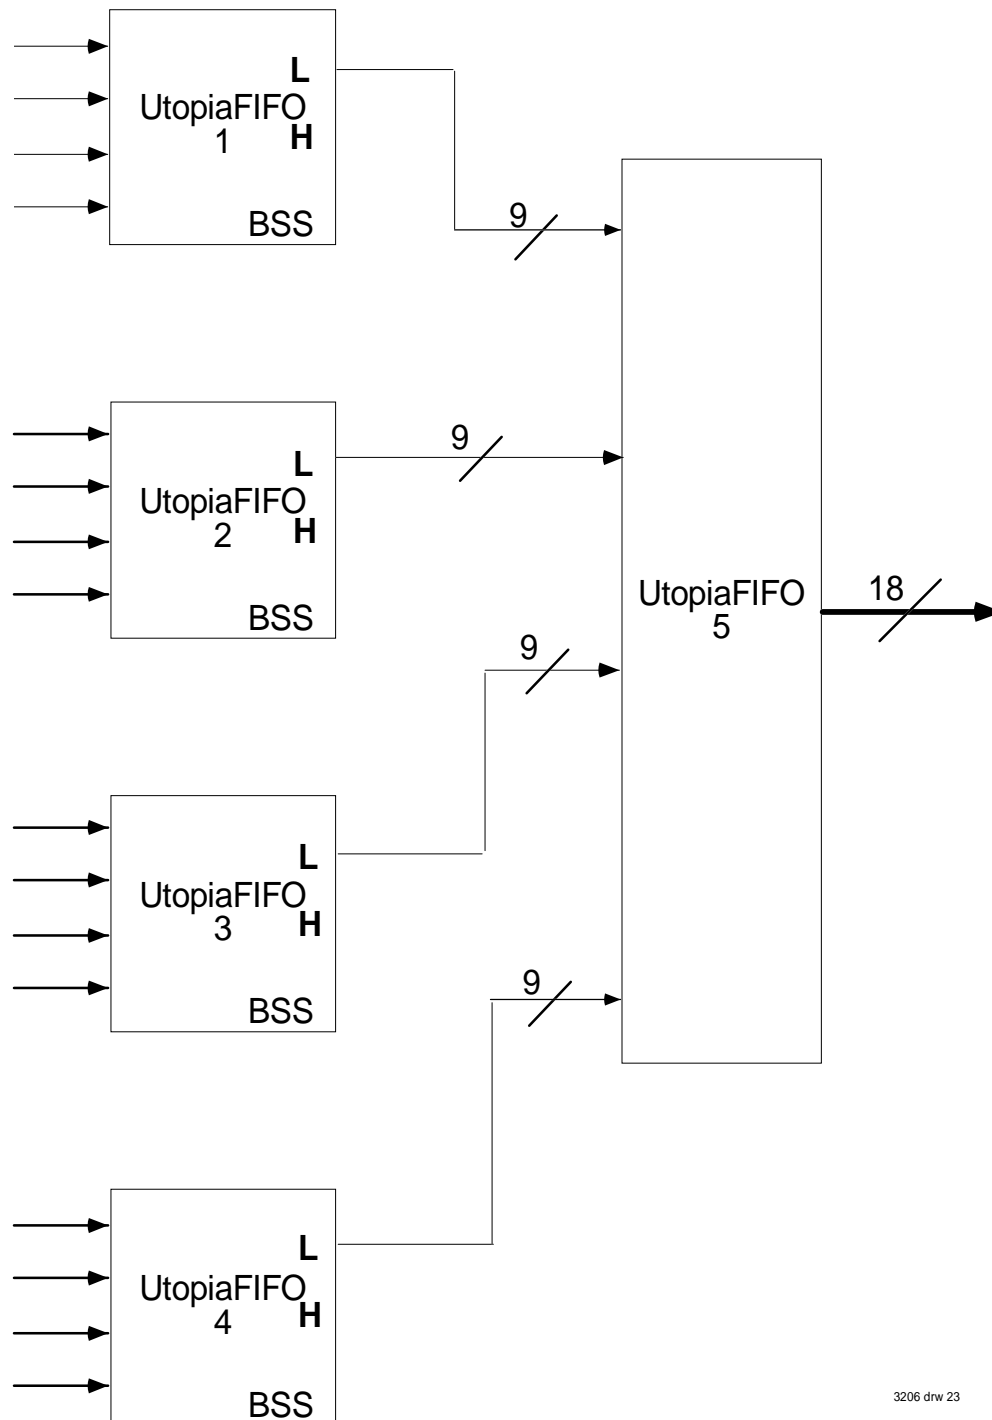 L
UtopiaFIFO
H
1
BSS
9
L
9
UtopiaFIFO
H
2
BSS
UtopiaFIFO
5
18
9
L
UtopiaFIFO
H
3
BSS
9
L
UtopiaFIFO
H
4
BSS
3206 drw 23